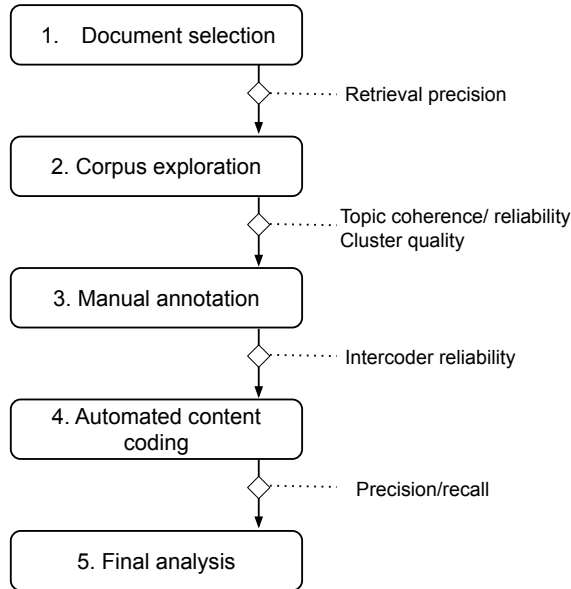 1. Document selection
Retrieval precision
2. Corpus exploration
Topic coherence/ reliability
Cluster quality
3. Manual annotation
Intercoder reliability
4. Automated content
coding
Precision/recall
5. Final analysis